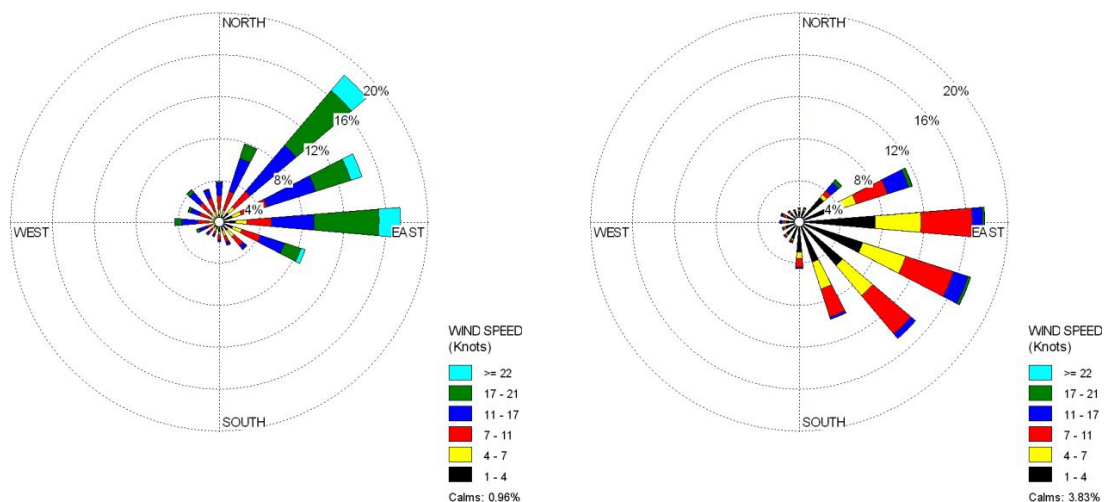 NORTH
20%
16%
12%
8%
4%
WEST
EAST
SOUTH
WIND SPEED
(Knots)
>= 22
17 - 21
11 - 17
7 - 11
4 - 7
1 - 4
Calms: 0.96%
NORTH
20%
16%
12%
8%
4%
WEST
EAST
SOUTH
WIND SPEED
(Knots)
>= 22
17 - 21
11 - 17
7 - 11
4 - 7
1 - 4
Calms: 3.83%